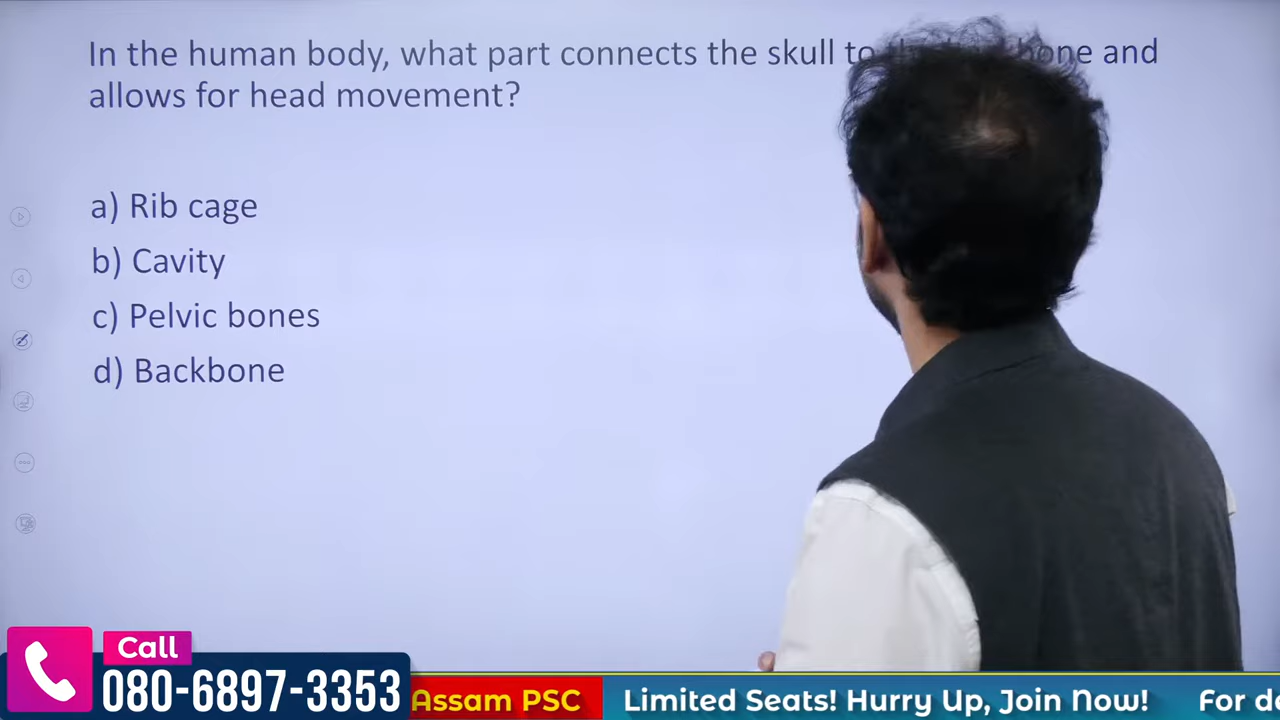 In the human body, what part connects the skull to bone and
allows for head movement?
a) Rib cage
b) Cavity
c) Pelvic bones
d) Backbone
Call
080-6897-3353
Assam PSC
Limited Seats! Hurry Up, Join Now!
For